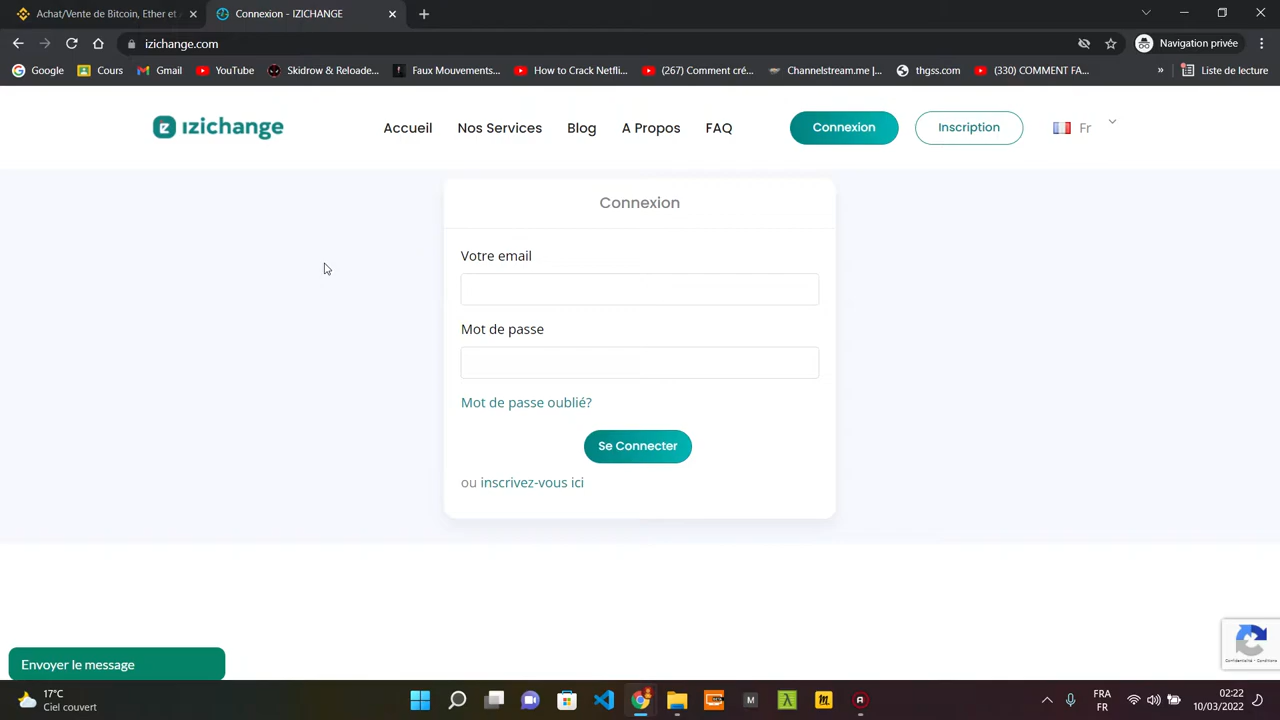 Achat/Vente de Bitcoin, Ether et
Connexion - IZICHANGE
izichange.com
Navigation privée
Google
Cours
Gmail
YouTube
Skidrow & Reloade...
Faux Mouvements...
How to Crack Netfli...
(267) Comment cré...
Channelstream.me |...
thgss.com
(330) COMMENT FA...
»
Liste de lecture
ızichange
Accueil
Nos Services
Blog
A Propos
FAQ
Connexion
Inscription
Fr
Connexion
Votre email
Mot de passe
Mot de passe oublié?
Se Connecter
ou inscrivez-vous ici
Confidentialité - Conditions
Envoyer le message
17°C
Ciel couvert
FRA
FR
02:22
10/03/2022